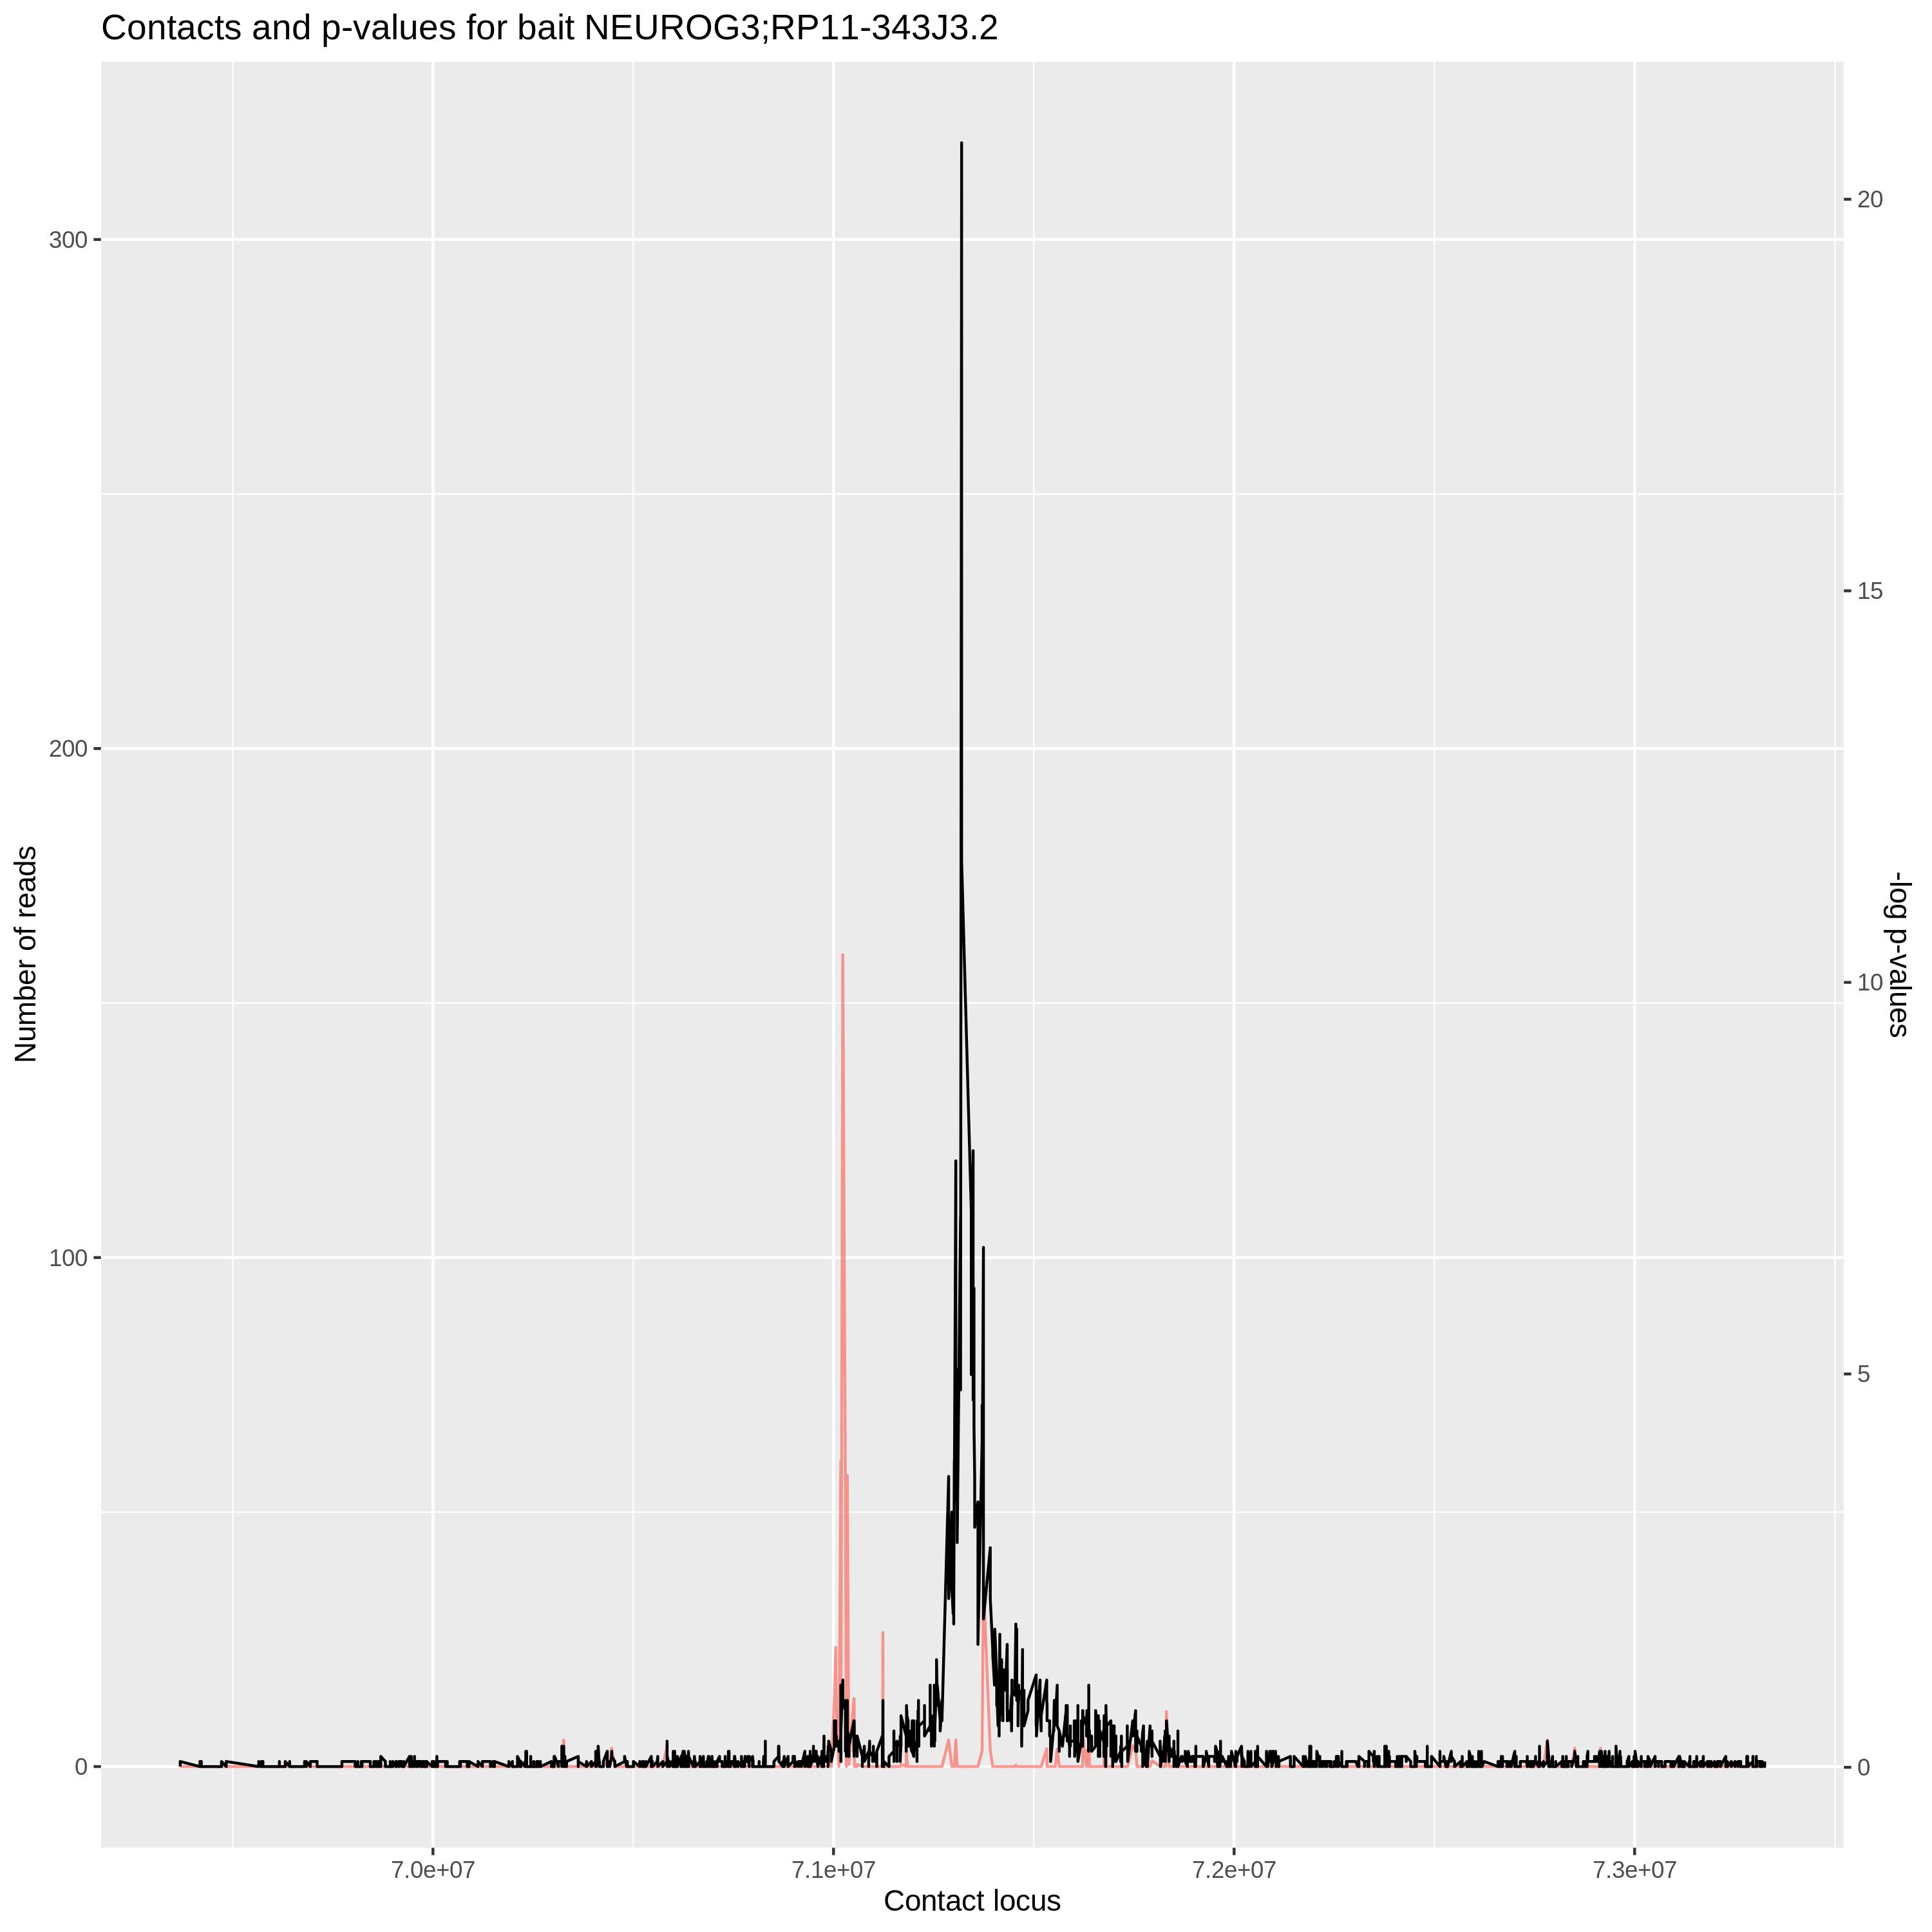 Contacts and p-values for bait NEUROG3;RP11-343J3.2
300
200
100
0
Number of reads
20
15
10
5
0
-log p-values
7.0e+07
7.1e+07
7.2e+07
7.3e+07
Contact locus